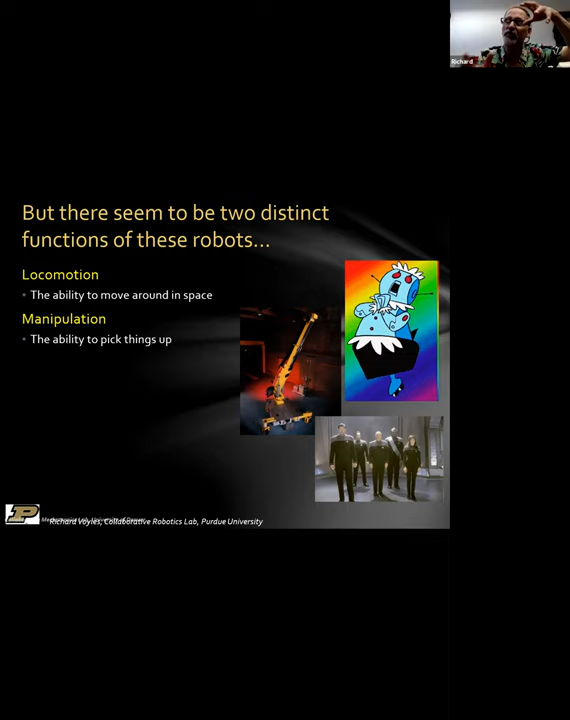 Richard
But there seem to be two distinct
functions of these robots...
Locomotion
▪ The ability to move around in space
Manipulation
▪ The ability to pick things up
Richard Voyles, Collaborative Robotics Lab, Purdue University